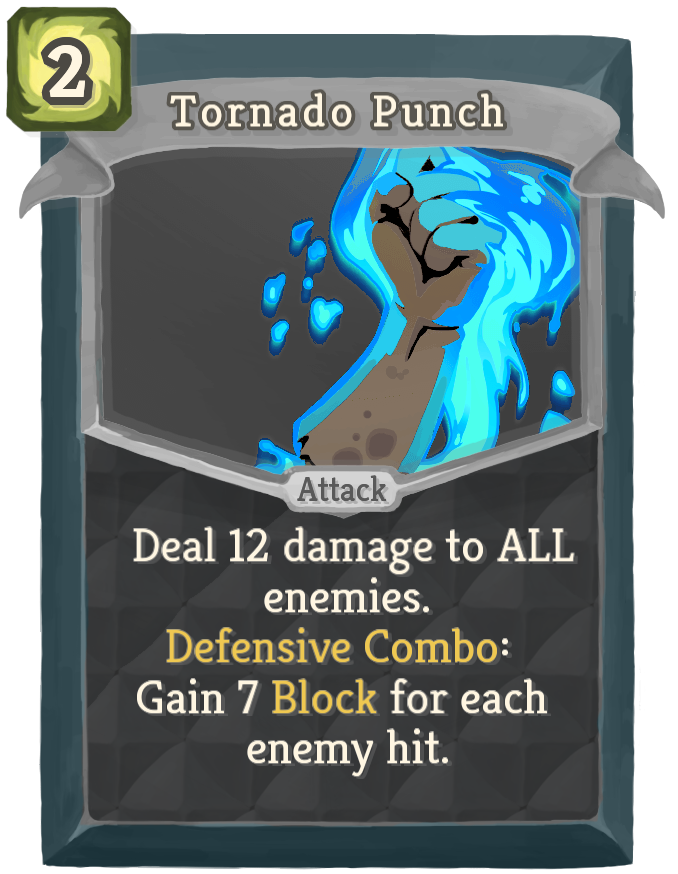 2
Tornado Punch
Attack
Deal 12 damage to ALL
enemies.
Defensive Combo:
Gain 7 Block for each
enemy hit.